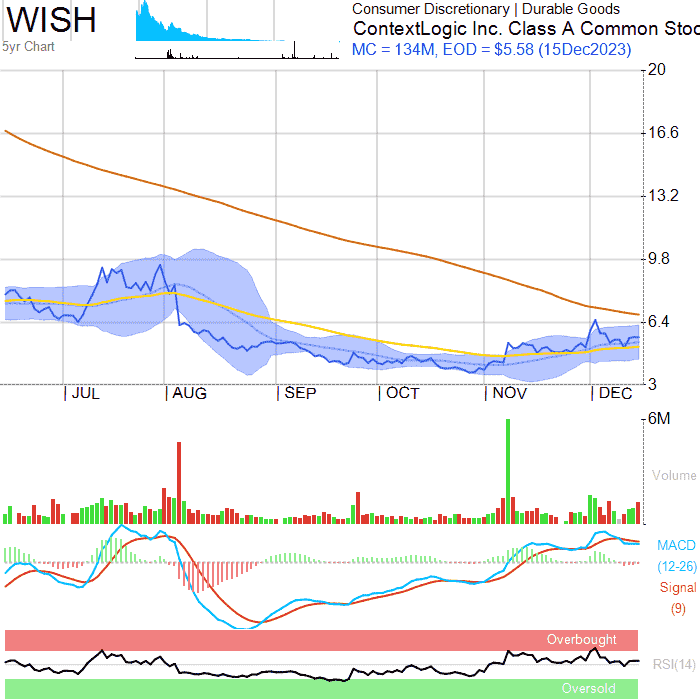 WISH
5yr Chart
Consumer Discretionary | Durable Goods
ContextLogic Inc. Class A Common Stoc
MC = 134M, EOD = $5.58 (15Dec2023)
20
16.6
13.2
9.8
6.4
3
JUL AUG SEP OCT NOV DEC
6M
Volume
MACD
(12-26)
Signal
(9)
Overbought
RSI(14)
Oversold